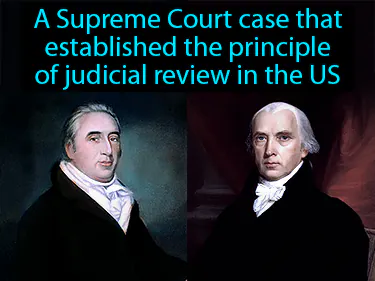 A Supreme Court case that
established the principle
of judicial review in the US